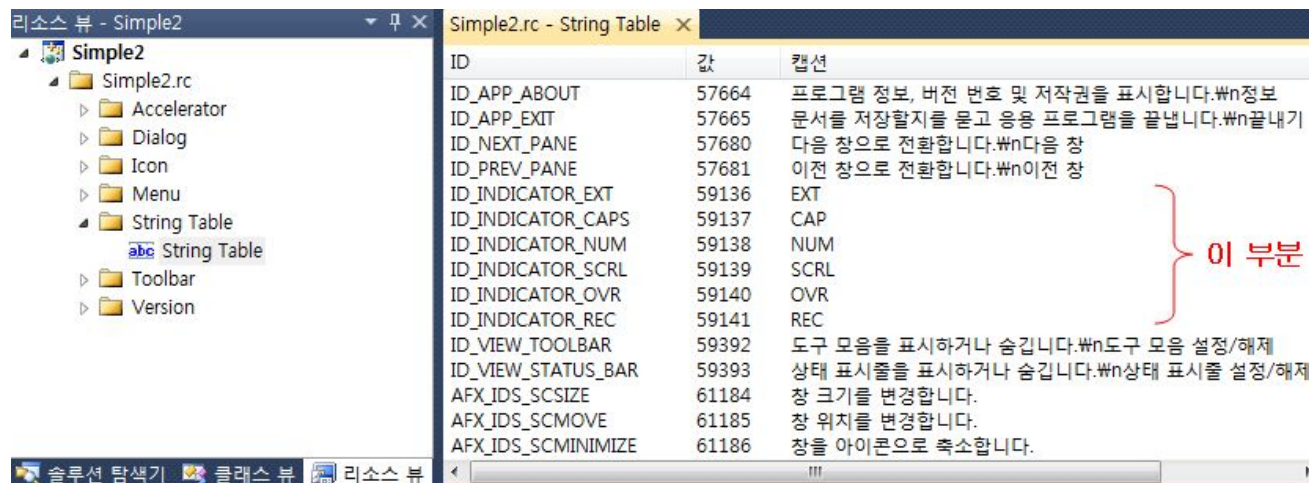 리소스 뷰 - Simple2
Simple2
Simple2.rc
Accelerator
Dialog
Icon
Menu
String Table
abc String Table
Toolbar
Version
솔루션 탐색기 클래스 뷰 리소스 뷰
Simple2.rc - String Table
ID 값 캡션
ID_APP_ABOUT 57664 프로그램 정보, 버전 번호 및 저작권을 표시합니다.₩n정보
ID_APP_EXIT 57665 문서를 저장할지를 묻고 응용 프로그램을 끝냅니다.₩n끝내기
ID_NEXT_PANE 57680 다음 창으로 전환합니다.₩n다음 창
ID_PREV_PANE 57681 이전 창으로 전환합니다.₩n이전 창
ID_INDICATOR_EXT 59136 EXT
ID_INDICATOR_CAPS 59137 CAP
ID_INDICATOR_NUM 59138 NUM
ID_INDICATOR_SCRL 59139 SCRL
ID_INDICATOR_OVR 59140 OVR
ID_INDICATOR_REC 59141 REC
이 부분
ID_VIEW_TOOLBAR 59392 도구 모음을 표시하거나 숨깁니다.₩n도구 모음 설정/해제
ID_VIEW_STATUS_BAR 59393 상태 표시줄을 표시하거나 숨깁니다.₩n상태 표시줄 설정/해제
AFX_IDS_SCSIZE 61184 창 크기를 변경합니다.
AFX_IDS_SCMOVE 61185 창 위치를 변경합니다.
AFX_IDS_SCMINIMIZE 61186 창을 아이콘으로 축소합니다.